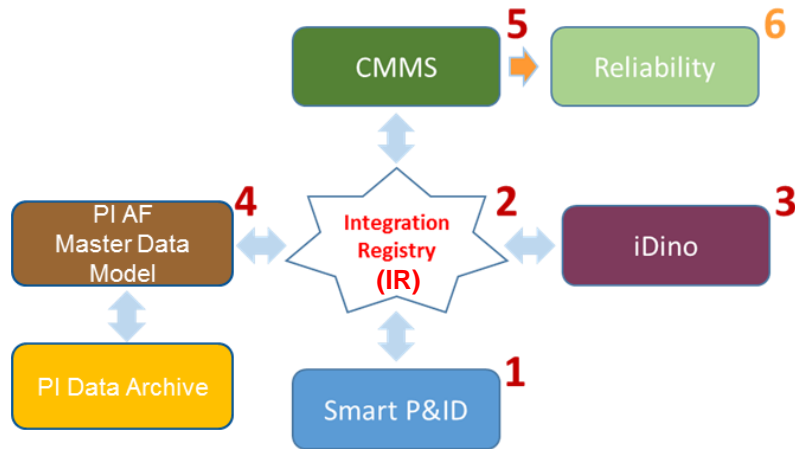 5
6
CMMS
Reliability
4
2
3
PI AF
Master Data
Model
Integration
Registry
(IR)
iDino
1
PI Data Archive
Smart P&ID